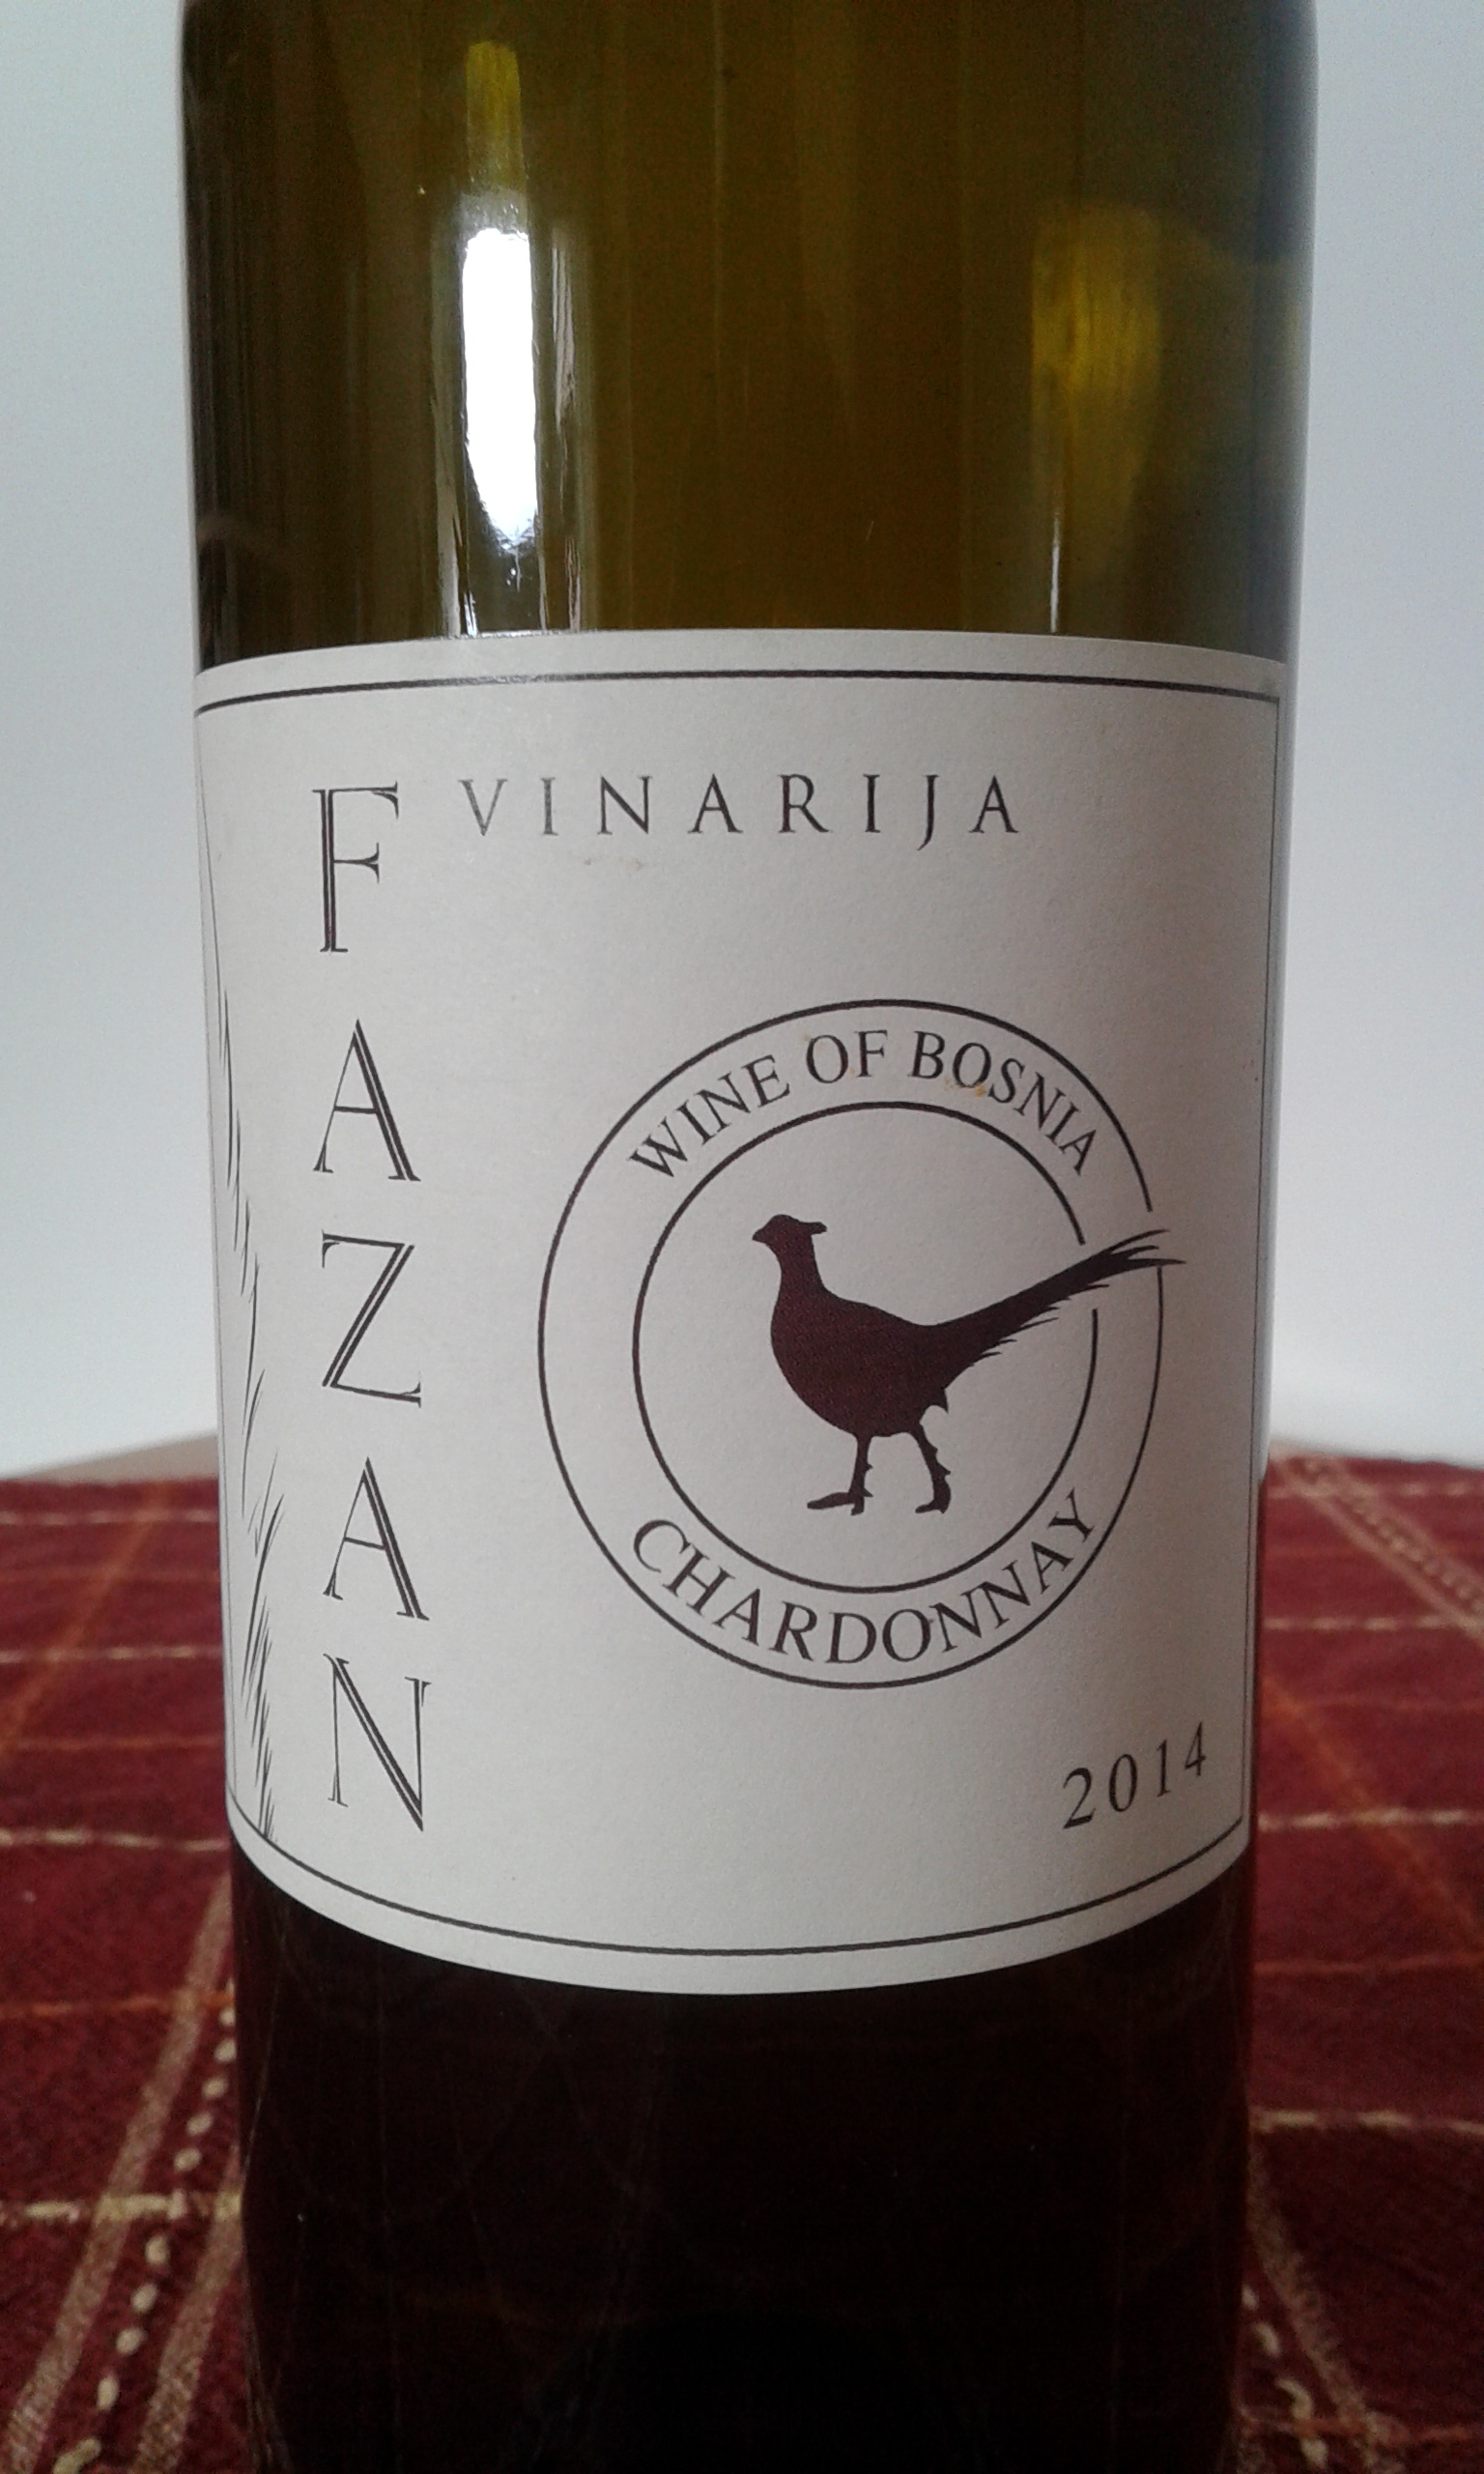 VINARIJA
FAZAN
WINE OF BOSNIA
CHARDONNAY
2014